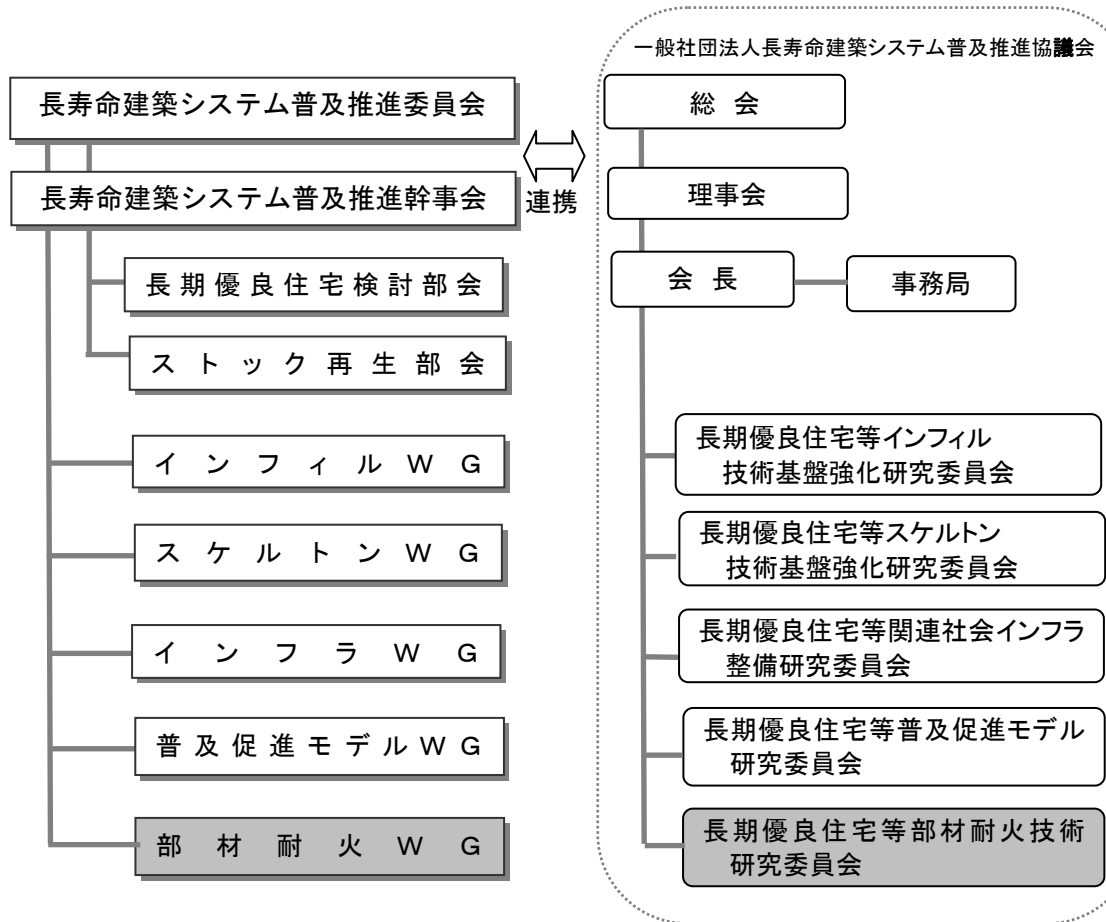 一般社団法人長寿命建築システム普及推進協議会
長寿命建築システム普及推進委員会
長寿命建築システム普及推進幹事会
長期優良住宅検討部会
ストック再生部会
インフィルWG
スケルトンWG
インフラWG
普及促進モデルWG
部材耐火WG
連携
総会
理事会
会長
事務局
長期優良住宅等インフィル
技術基盤強化研究委員会
長期優良住宅等スケルトン
技術基盤強化研究委員会
長期優良住宅等関連社会インフラ
整備研究委員会
長期優良住宅等普及促進モデル
研究委員会
長期優良住宅等部材耐火技術
研究委員会